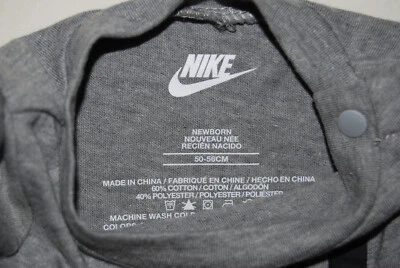 NIKE
NEWBORN
NOUVEAU NÉE
RECIÉN NACIDO
50-56CM
MADE IN CHINA / FABRIQUÉ EN CHINE / HECHO EN CHINA
60% COTTON / COTON / ALGODÓN
40% POLYESTER / POLYESTER / POLIÉSTER
MACHINE WASH COLD
COLORS